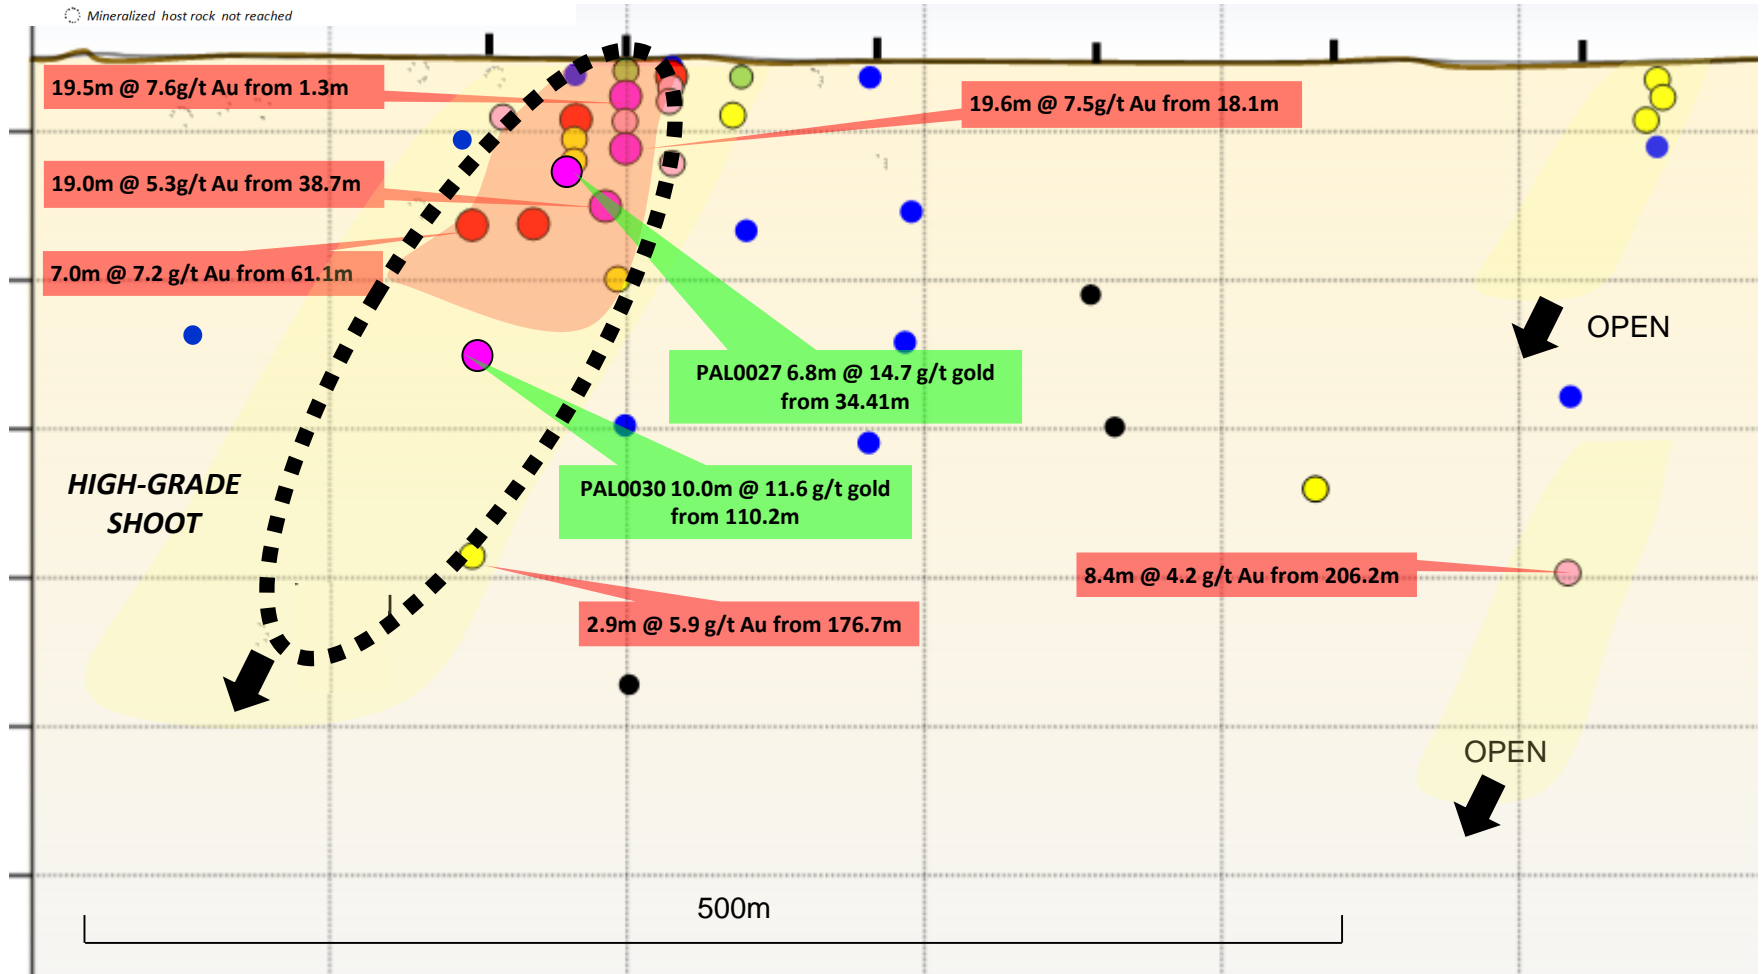 Mineralized host rock not reached
19.5m @ 7.6g/t Au from 1.3m
19.6m @ 7.5g/t Au from 18.1m
19.0m @ 5.3g/t Au from 38.7m
7.0m @ 7.2 g/t Au from 61.1m
OPEN
PAL0027 6.8m @ 14.7 g/t gold
from 34.41m
HIGH-GRADE
SHOOT
PAL0030 10.0m @ 11.6 g/t gold
from 110.2m
8.4m @ 4.2 g/t Au from 206.2m
2.9m @ 5.9 g/t Au from 176.7m
OPEN
500m